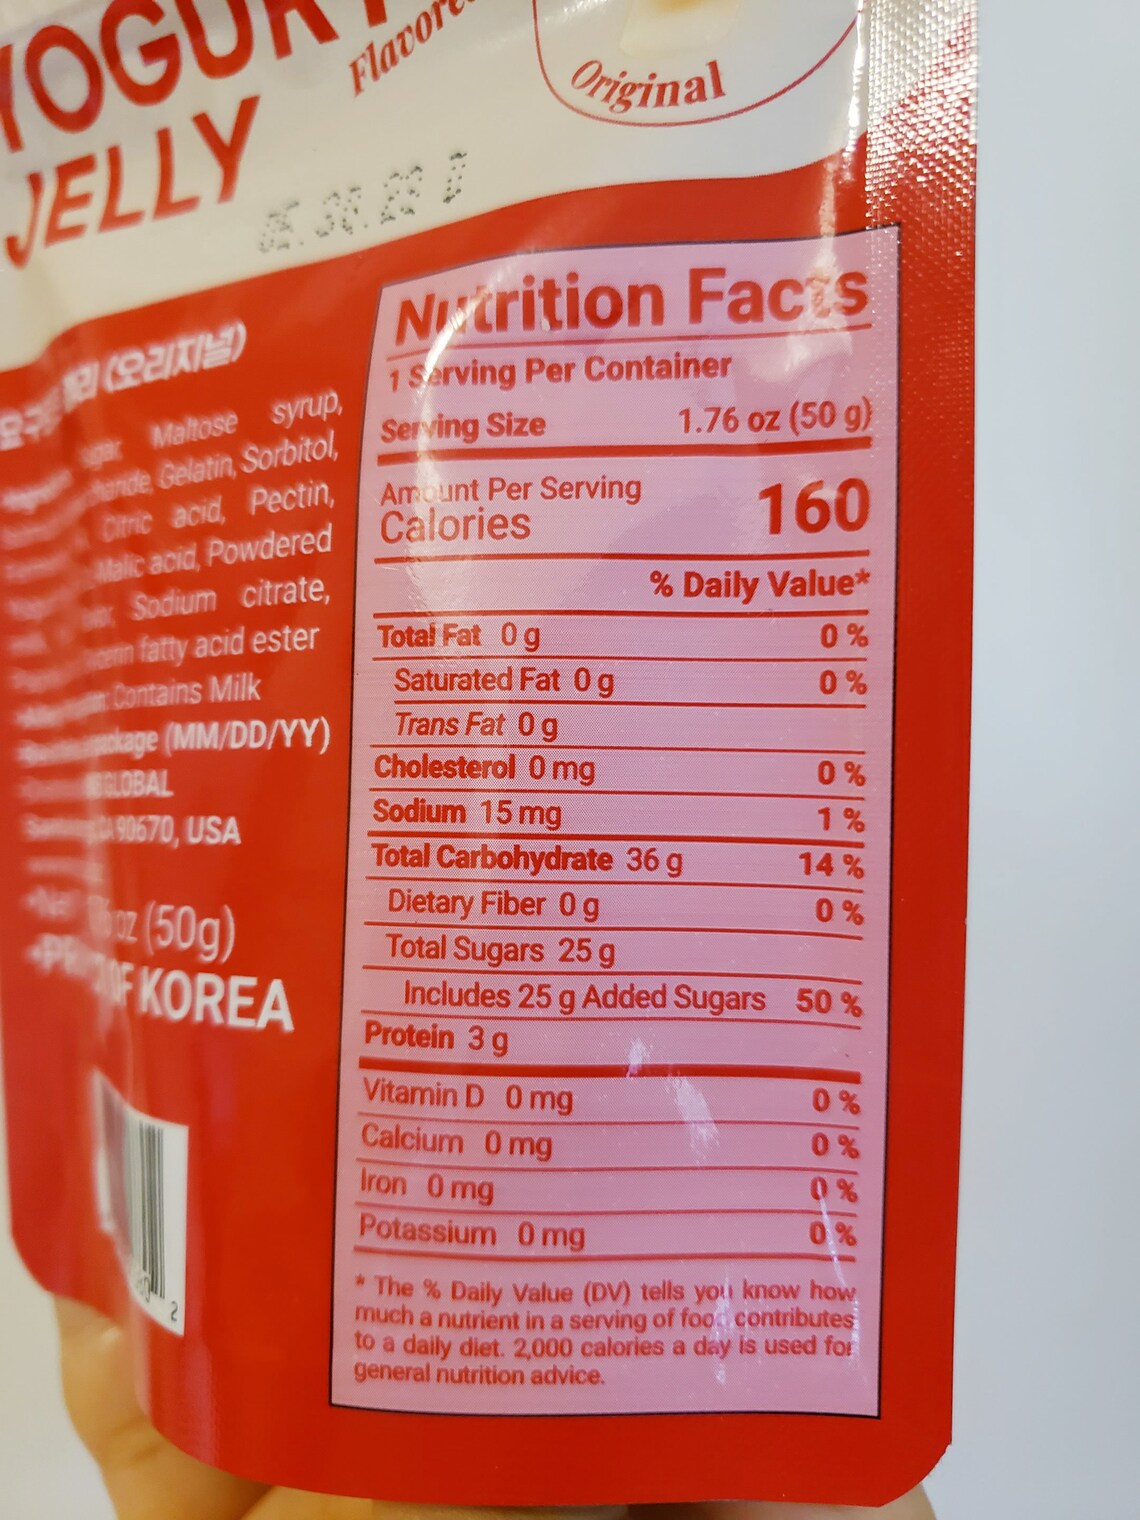 YOGURT
Flavored
JELLY
Original
(오리지널)
Maltose syrup,
Gelatin, Sorbitol,
Citric acid, Pectin,
Malic acid, Powdered
Sodium citrate,
fatty acid ester
Contains Milk
(MM/DD/YY)
GLOBAL
90670, USA
oz (50g)
OF KOREA
2
Nutrition Facts
1 Serving Per Container
Serving Size 1.76 oz (50 g)
Amount Per Serving
Calories 160
% Daily Value*
Total Fat 0 g 0 %
Saturated Fat 0 g 0 %
Trans Fat 0 g
Cholesterol 0 mg 0 %
Sodium 15 mg 1 %
Total Carbohydrate 36 g 14 %
Dietary Fiber 0 g 0 %
Total Sugars 25 g
Includes 25 g Added Sugars 50 %
Protein 3 g
Vitamin D 0 mg 0 %
Calcium 0 mg 0 %
Iron 0 mg 0 %
Potassium 0 mg 0 %
* The % Daily Value (DV) tells you know how
much a nutrient in a serving of food contributes
to a daily diet. 2,000 calories a day is used for
general nutrition advice.